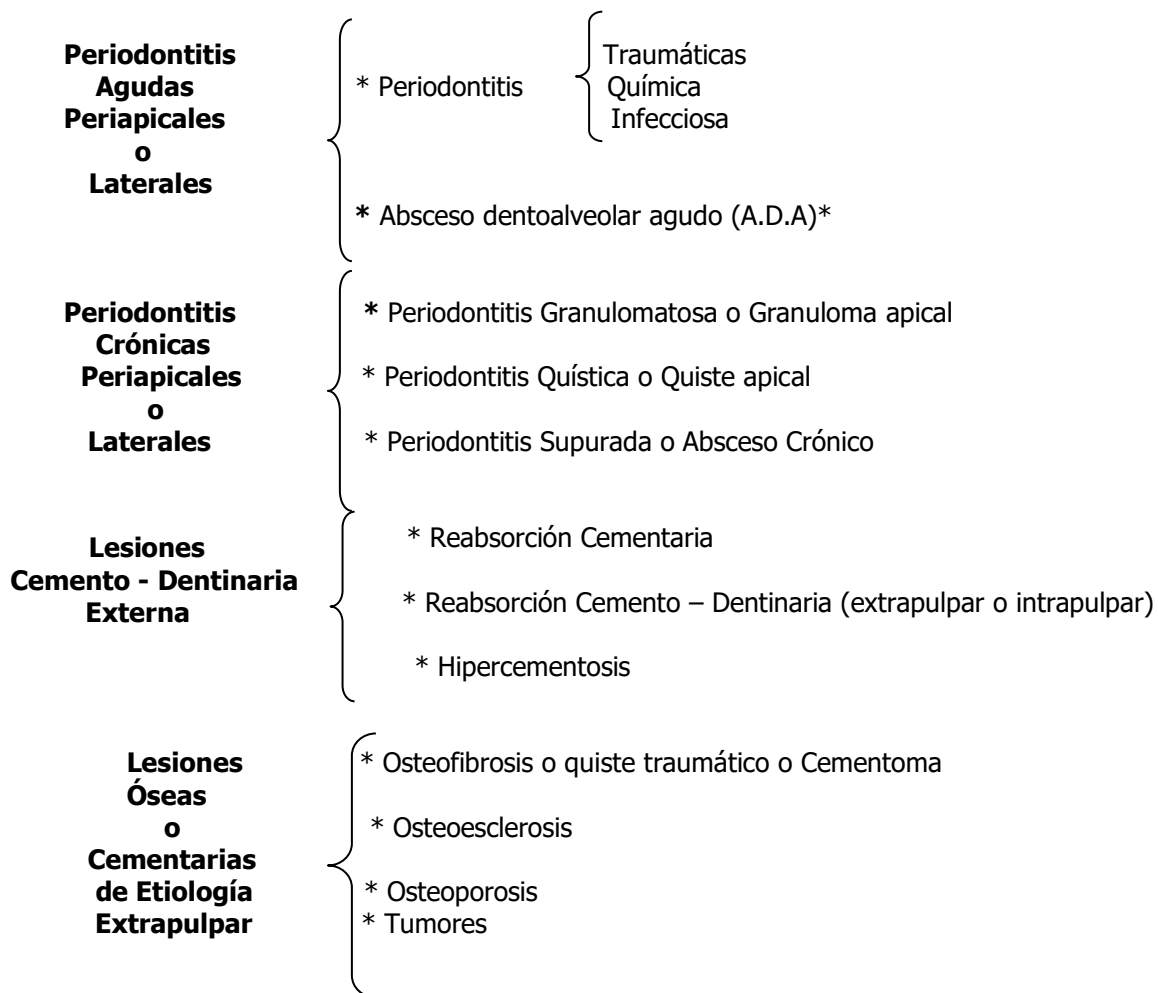 Periodontitis
Agudas
Periapicales
o
Laterales
* Periodontitis
Traumáticas
Química
Infecciosa
* Absceso dentoalveolar agudo (A.D.A)*
Periodontitis
Crónicas
Periapicales
o
Laterales
* Periodontitis Granulomatosa o Granuloma apical
* Periodontitis Quística o Quiste apical
* Periodontitis Supurada o Absceso Crónico
Lesiones
Cemento - Dentinaria
Externa
* Reabsorción Cementaria
* Reabsorción Cemento – Dentinaria (extrapulpar o intrapulpar)
* Hipercementosis
Lesiones
Óseas
o
Cementarias
de Etiología
Extrapulpar
* Osteofibrosis o quiste traumático o Cementoma
* Osteoesclerosis
* Osteoporosis
* Tumores